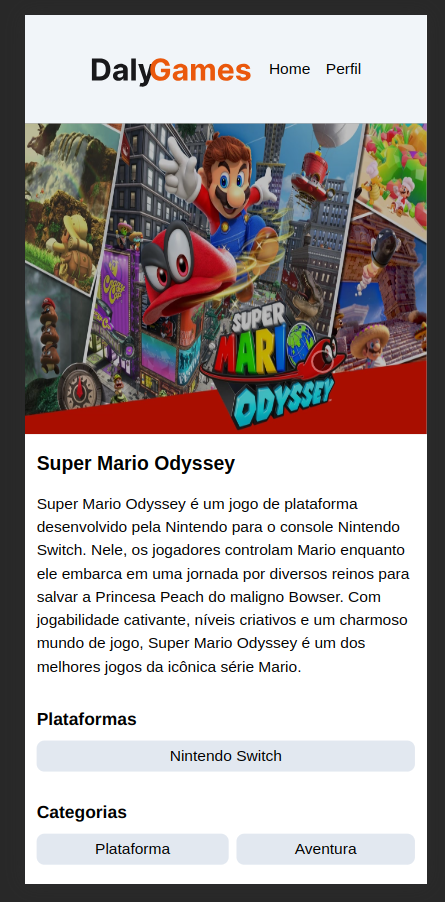 DalyGames Home Perfil
SUPER
MARIO
ODYSSEY
Super Mario Odyssey
Super Mario Odyssey é um jogo de plataforma
desenvolvido pela Nintendo para o console Nintendo
Switch. Nele, os jogadores controlam Mario enquanto
ele embarca em uma jornada por diversos reinos para
salvar a Princesa Peach do maligno Bowser. Com
jogabilidade cativante, níveis criativos e um charmoso
mundo de jogo, Super Mario Odyssey é um dos
melhores jogos da icônica série Mario.
Plataformas
Nintendo Switch
Categorias
Plataforma Aventura